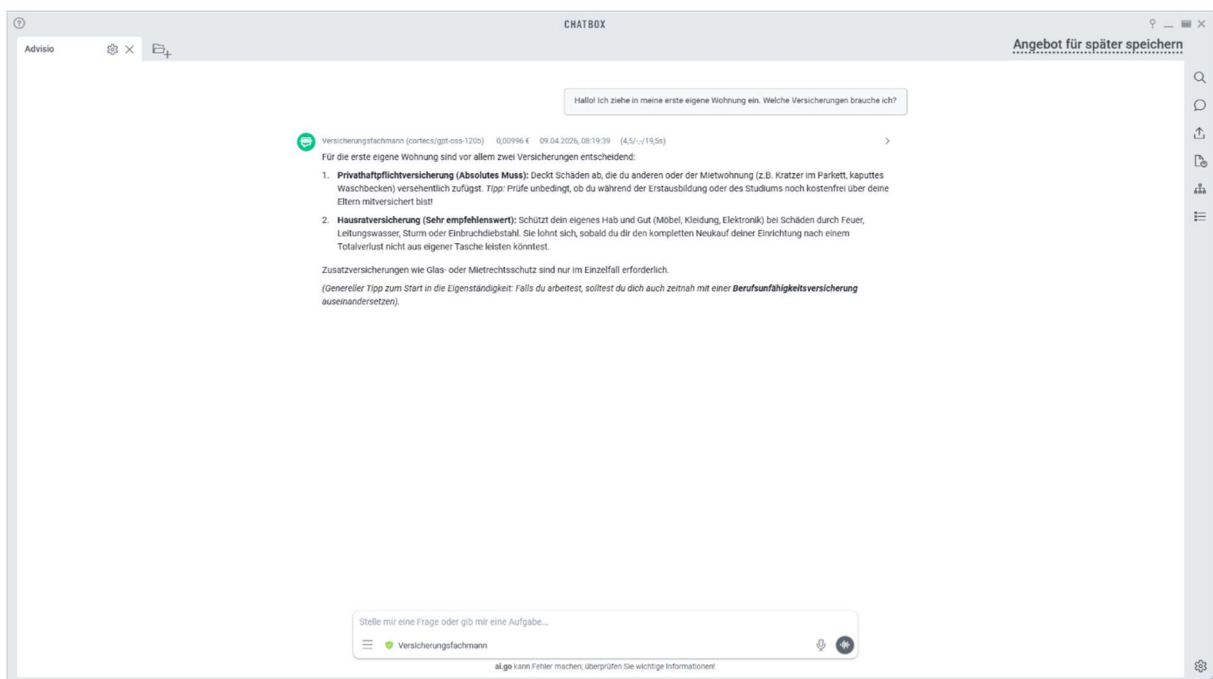 CHATBOX
Advisio
Angebot für später speichern
Hallo! Ich ziehe in meine erste eigene Wohnung ein. Welche Versicherungen brauche ich?
Versicherungsfachmann (cortecs/gpt-oss-120b) 0,00996 € 09.04.2026, 08:19:39 (4,5/-,-/19,5s)
Für die erste eigene Wohnung sind vor allem zwei Versicherungen entscheidend:
1. Privathaftpflichtversicherung (Absolutes Muss): Deckt Schäden ab, die du anderen oder der Mietwohnung (z.B. Kratzer im Parkett, kaputtes
Waschbecken) versehentlich zufügst. Tipp: Prüfe unbedingt, ob du während der Erstausbildung oder des Studiums noch kostenfrei über deine
Eltern mitversichert bist!
2. Hausratversicherung (Sehr empfehlenswert): Schützt dein eigenes Hab und Gut (Möbel, Kleidung, Elektronik) bei Schäden durch Feuer,
Leitungswasser, Sturm oder Einbruchdiebstahl. Sie lohnt sich, sobald du dir den kompletten Neukauf deiner Einrichtung nach einem
Totalverlust nicht aus eigener Tasche leisten könntest.
Zusatzversicherungen wie Glas- oder Mietrechtsschutz sind nur im Einzelfall erforderlich.
(Genereller Tipp zum Start in die Eigenständigkeit: Falls du arbeitest, solltest du dich auch zeitnah mit einer Berufsunfähigkeitsversicherung
auseinandersetzen).
Stelle mir eine Frage oder gib mir eine Aufgabe...
Versicherungsfachmann
ai.go kann Fehler machen; überprüfen Sie wichtige Informationen!